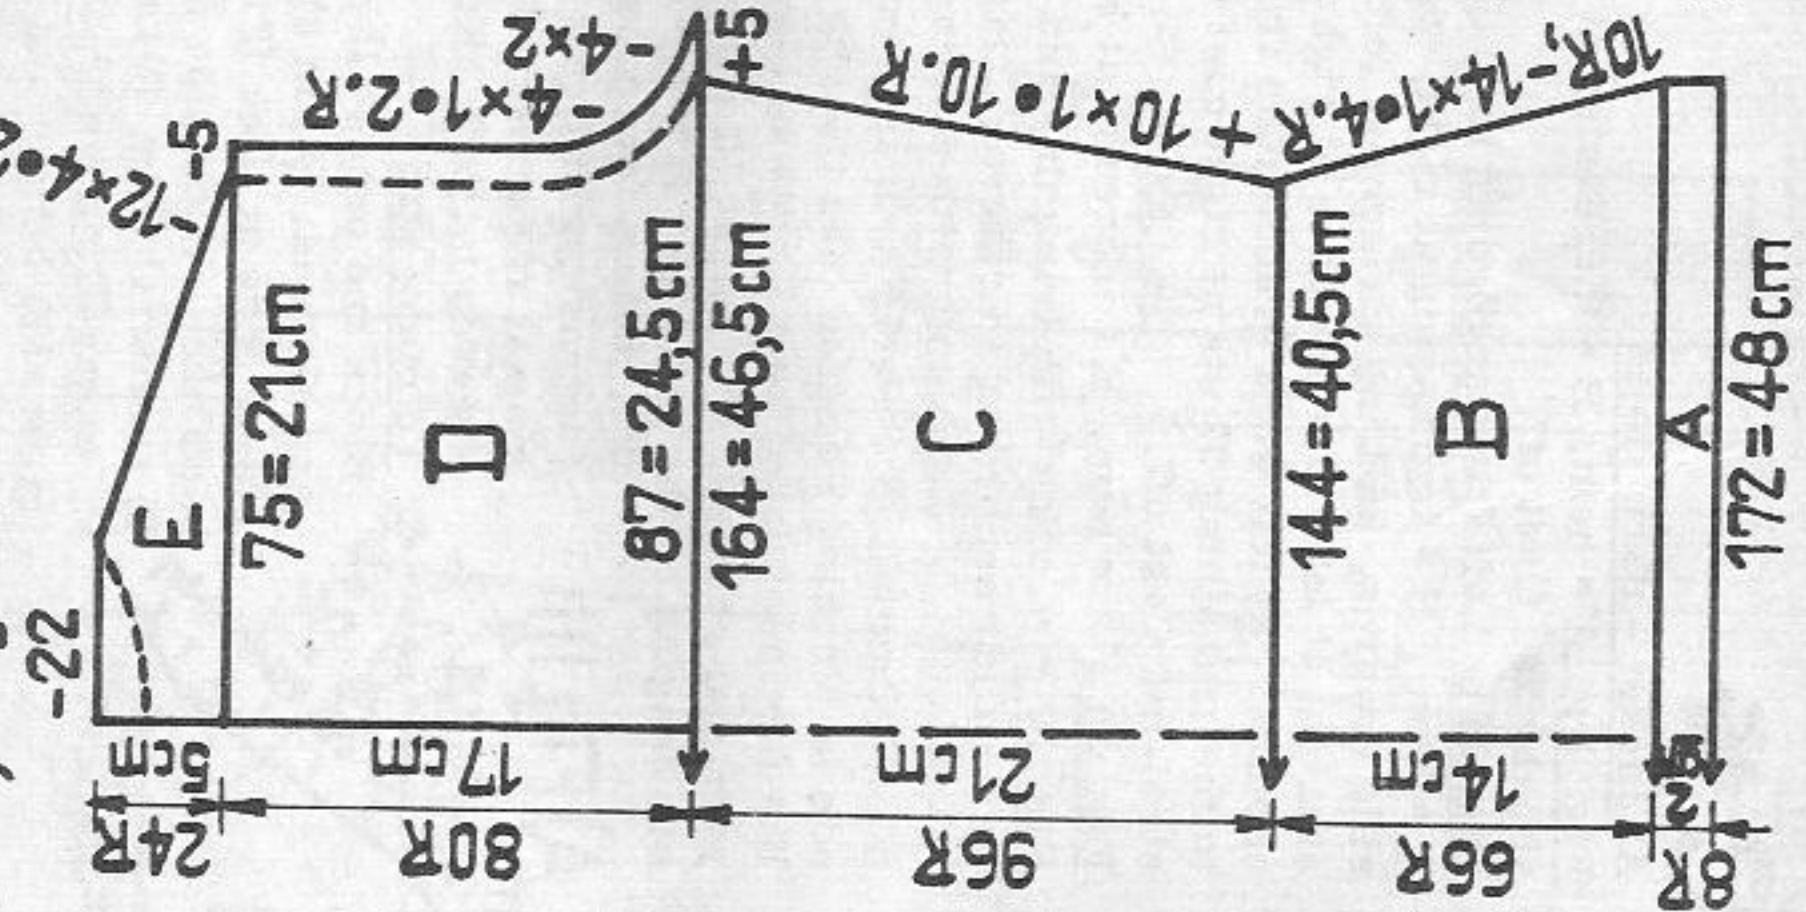 -22
-12×4•2
-5
-4×1•2.R
-4×2
+5
+10×1•10.R
10R,-14×1•4.R
E
75=21cm
D
87=24,5cm
164=46,5cm
C
144=40,5cm
B
A
172=48cm
5cm
17cm
21cm
14cm
2
24R
80R
96R
66R
8R